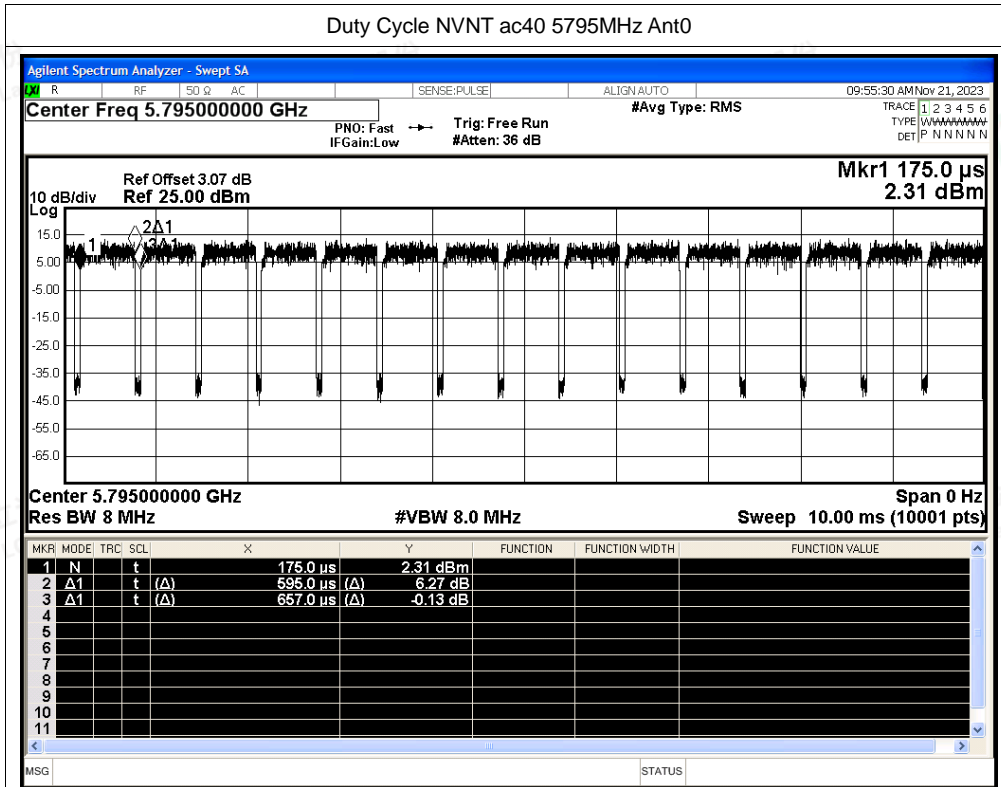 Duty Cycle NVNT ac40 5795MHz Ant0
Agilent Spectrum Analyzer - Swept SA
LXI R RF 50 Ω AC SENSE:PULSE ALIGN AUTO 09:55:30 AM Nov 21, 2023
Center Freq 5.795000000 GHz #Avg Type: RMS TRACE 1 2 3 4 5 6
PNO: Fast Trig: Free Run TYPE WWWWWW
IFGain:Low #Atten: 36 dB DET P N N N N N
Mkr1 175.0 µs
Ref Offset 3.07 dB
10 dB/div Ref 25.00 dBm 2.31 dBm
Log
15.0
5.00
-5.00
-15.0
-25.0
-35.0
-45.0
-55.0
-65.0
1 2Δ1 3Δ1
Center 5.795000000 GHz Span 0 Hz
Res BW 8 MHz #VBW 8.0 MHz Sweep 10.00 ms (10001 pts)
MKR MODE TRC SCL X Y FUNCTION FUNCTION WIDTH FUNCTION VALUE
1 N t 175.0 µs 2.31 dBm
2 Δ1 t (Δ) 595.0 µs (Δ) 6.27 dB
3 Δ1 t (Δ) 657.0 µs (Δ) -0.13 dB
4
5
6
7
8
9
10
11
MSG STATUS